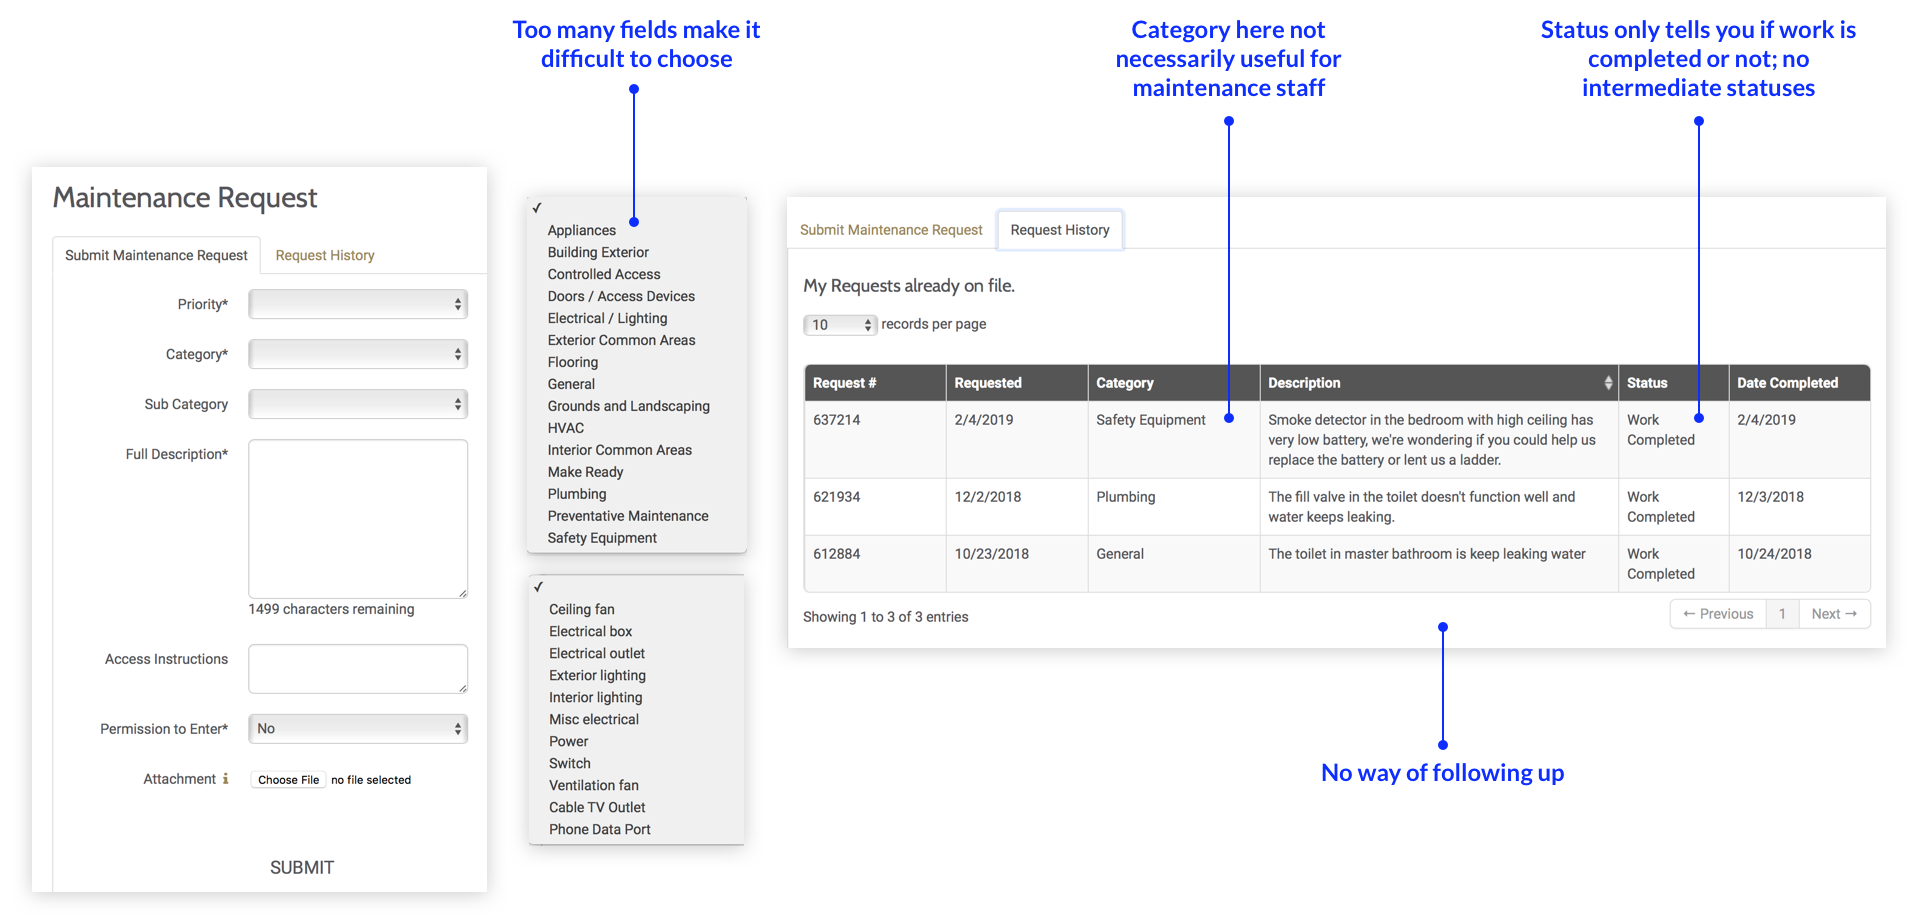 Too many fields make it
difficult to choose
Category here not
necessarily useful for
maintenance staff
Status only tells you if work is
completed or not; no
intermediate statuses
Maintenance Request
Submit Maintenance Request
Request History
Priority*
Category*
Sub Category
Full Description*
1499 characters remaining
Access Instructions
Permission to Enter*
No
Attachment i
Choose File no file selected
SUBMIT
✓
Appliances
Building Exterior
Controlled Access
Doors / Access Devices
Electrical / Lighting
Exterior Common Areas
Flooring
General
Grounds and Landscaping
HVAC
Interior Common Areas
Make Ready
Plumbing
Preventative Maintenance
Safety Equipment
✓
Ceiling fan
Electrical box
Electrical outlet
Exterior lighting
Interior lighting
Misc electrical
Power
Switch
Ventilation fan
Cable TV Outlet
Phone Data Port
Submit Maintenance Request
Request History
My Requests already on file.
10 records per page
Request # Requested Category Description Status Date Completed
637214 2/4/2019 Safety Equipment Smoke detector in the bedroom with high ceiling has Work 2/4/2019
very low battery, we're wondering if you could help us Completed
replace the battery or lent us a ladder.
621934 12/2/2018 Plumbing The fill valve in the toilet doesn't function well and Work 12/3/2018
water keeps leaking. Completed
612884 10/23/2018 General The toilet in master bathroom is keep leaking water Work 10/24/2018
Completed
Showing 1 to 3 of 3 entries
← Previous 1 Next →
No way of following up